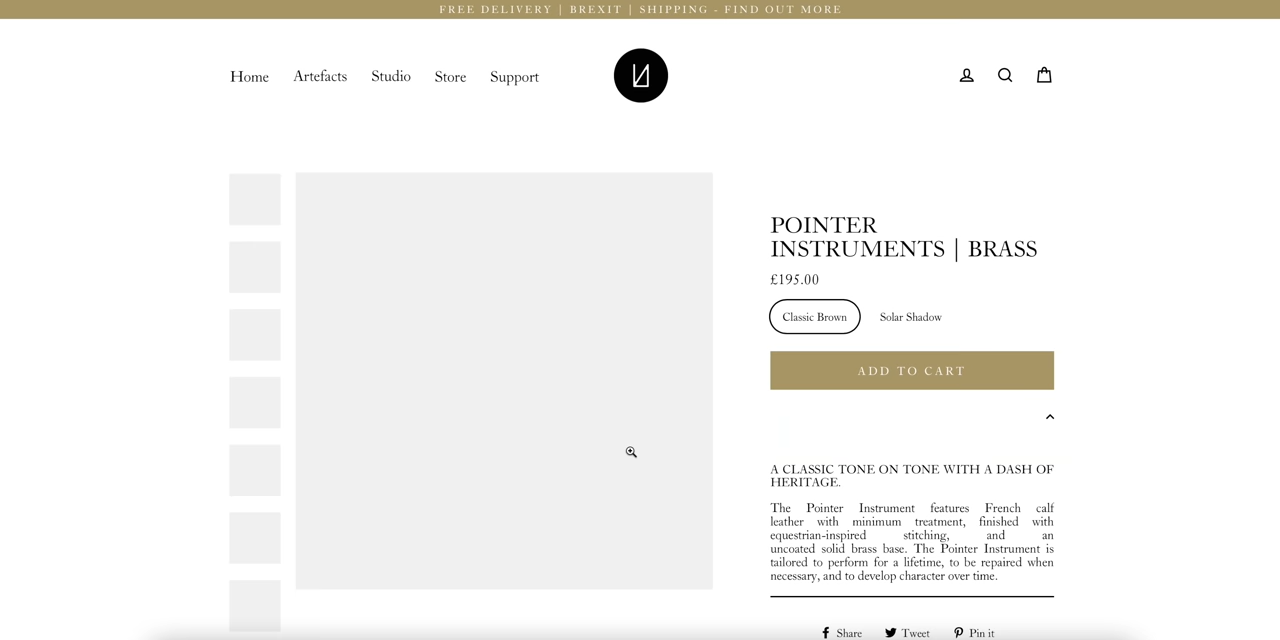 FREE DELIVERY | BREXIT | SHIPPING - FIND OUT MORE
Home Artefacts Studio Store Support
POINTER
INSTRUMENTS | BRASS
£195.00
Classic Brown Solar Shadow
ADD TO CART
A CLASSIC TONE ON TONE WITH A DASH OF
HERITAGE.
The Pointer Instrument features French calf
leather with minimum treatment, finished with
equestrian-inspired stitching, and an
uncoated solid brass base. The Pointer Instrument is
tailored to perform for a lifetime, to be repaired when
necessary, and to develop character over time.
Share Tweet Pin it